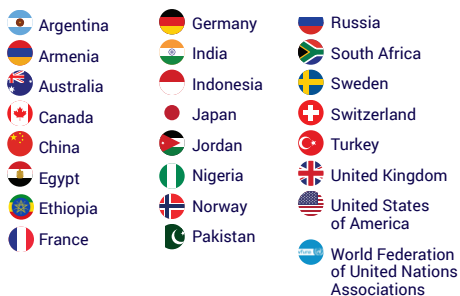 Argentina
Armenia
Australia
Canada
China
Egypt
Ethiopia
France
Germany
India
Indonesia
Japan
Jordan
Nigeria
Norway
Pakistan
Russia
South Africa
Sweden
Switzerland
Turkey
United Kingdom
United States
of America
World Federation
of United Nations
Associations